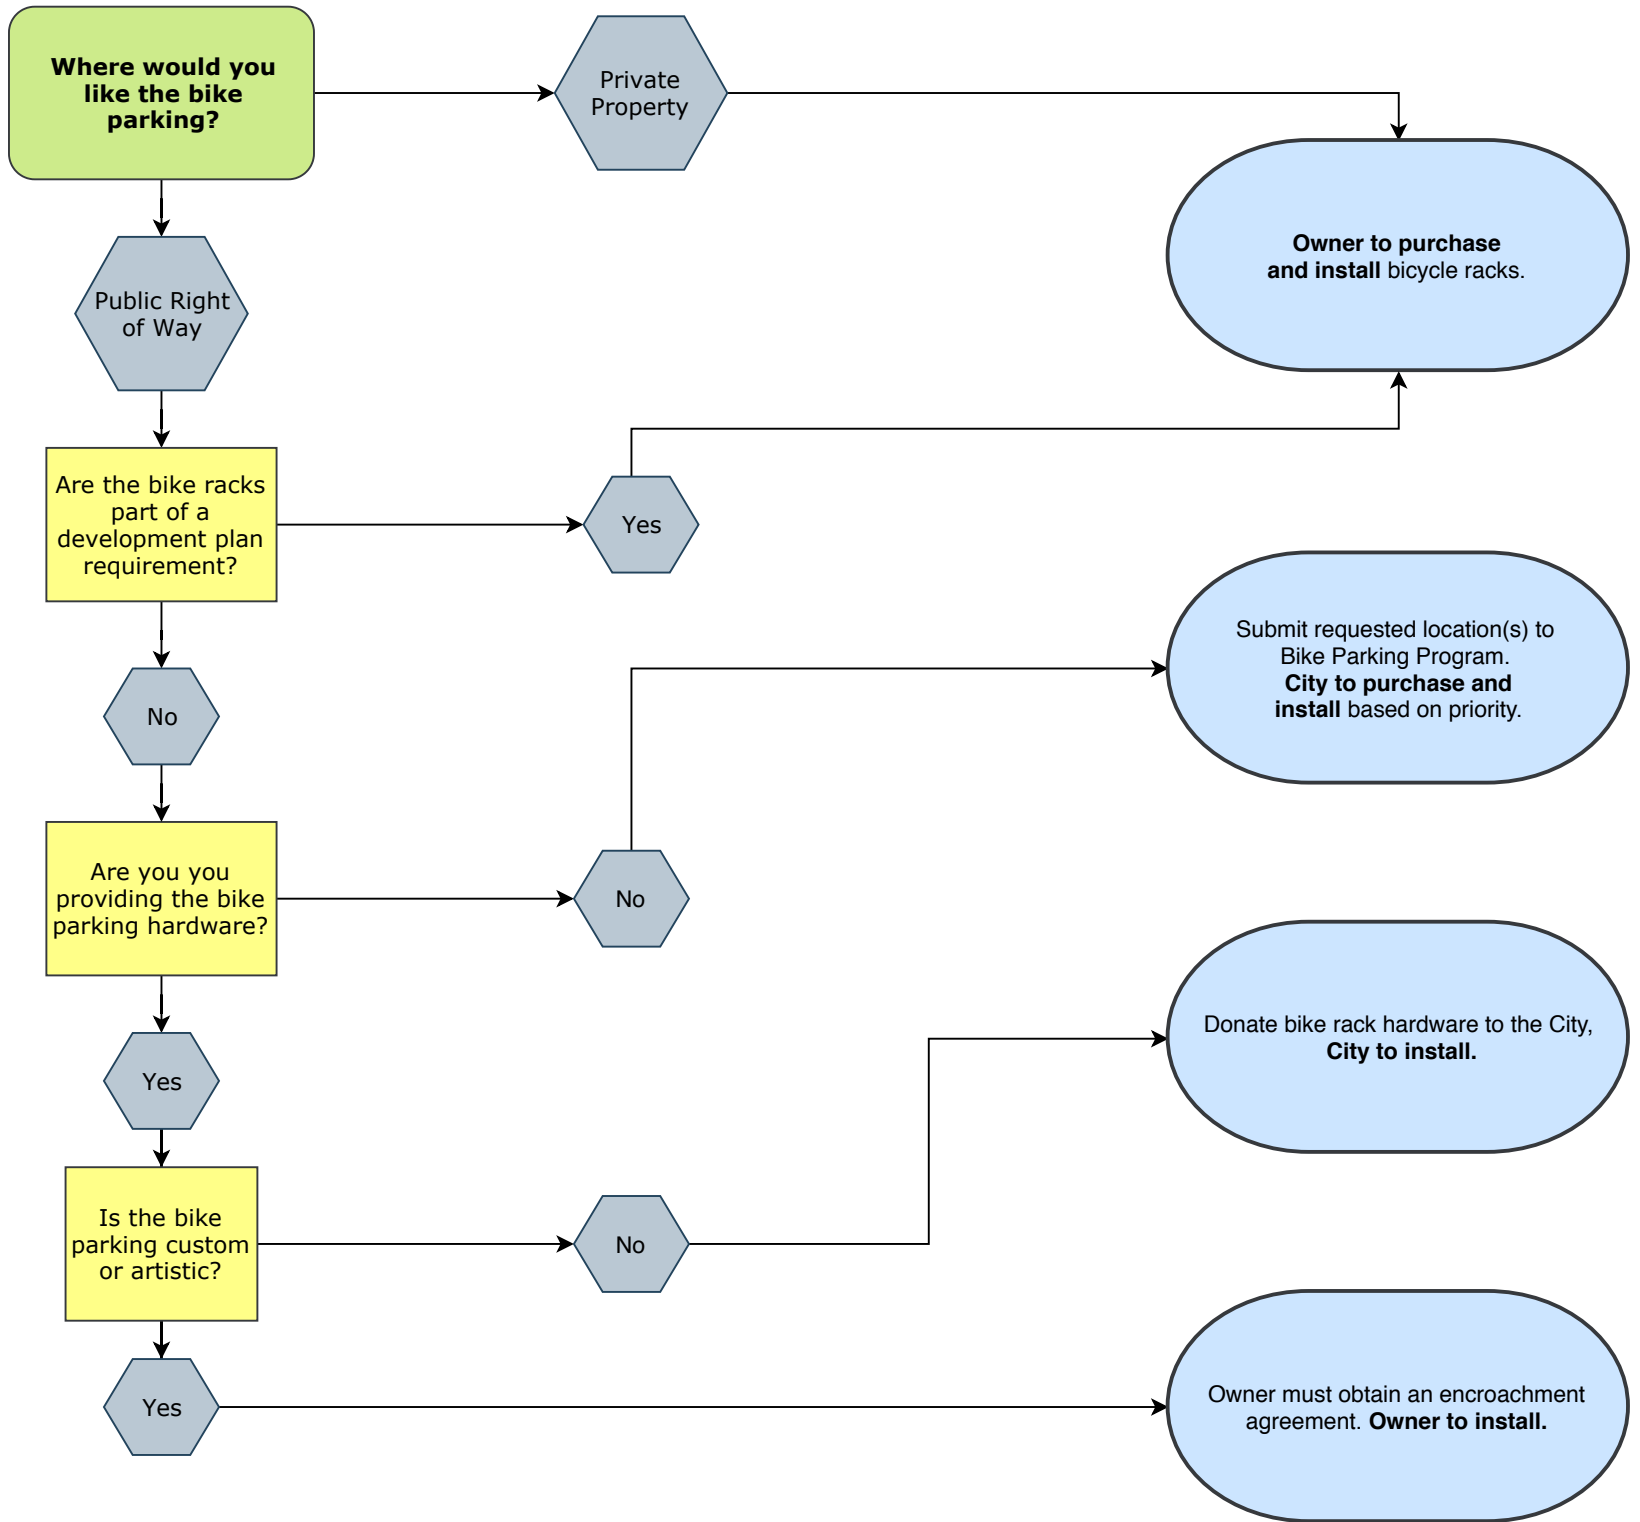 Where would you
like the bike
parking?
Private
Property
Owner to purchase
and install bicycle racks.
Public Right
of Way
Are the bike racks
part of a
development plan
requirement?
Yes
Submit requested location(s) to
Bike Parking Program.
City to purchase and
install based on priority.
No
Are you you
providing the bike
parking hardware?
No
Donate bike rack hardware to the City,
City to install.
Yes
Is the bike
parking custom
or artistic?
No
Yes
Owner must obtain an encroachment
agreement. Owner to install.